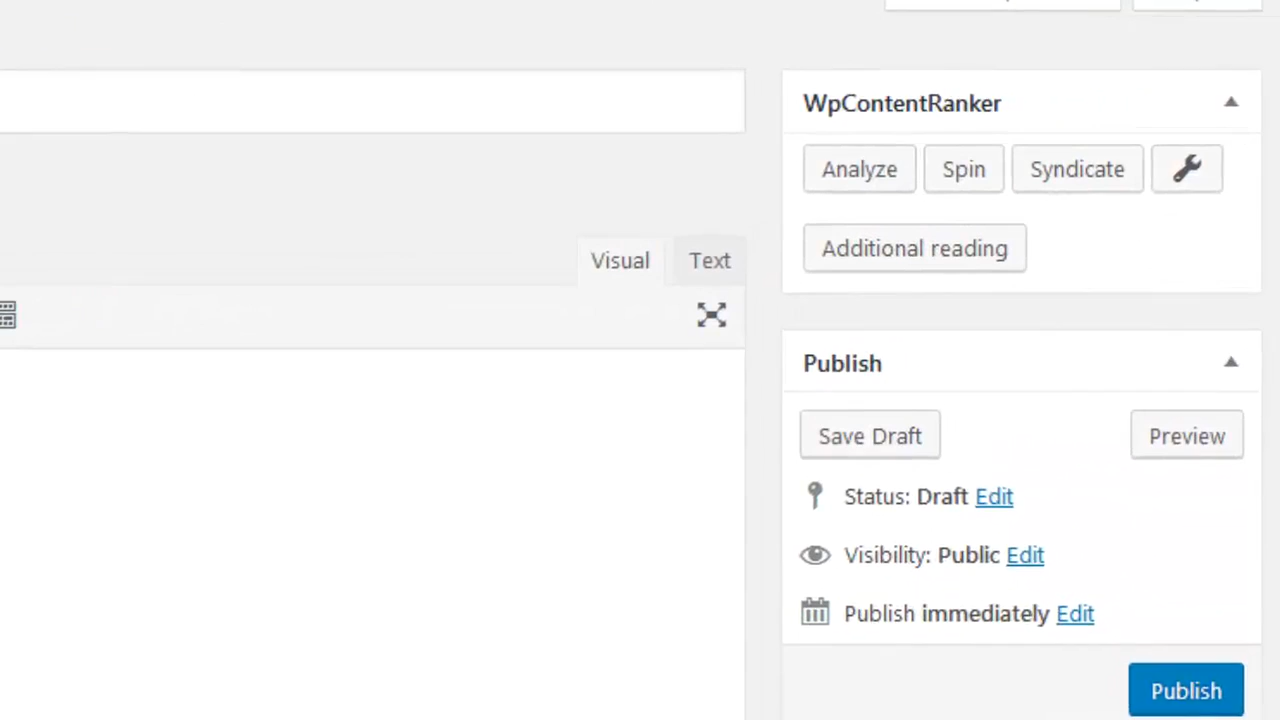 WpContentRanker
Analyze Spin Syndicate
Additional reading
Visual Text
Publish
Save Draft Preview
Status: Draft Edit
Visibility: Public Edit
Publish immediately Edit
Publish